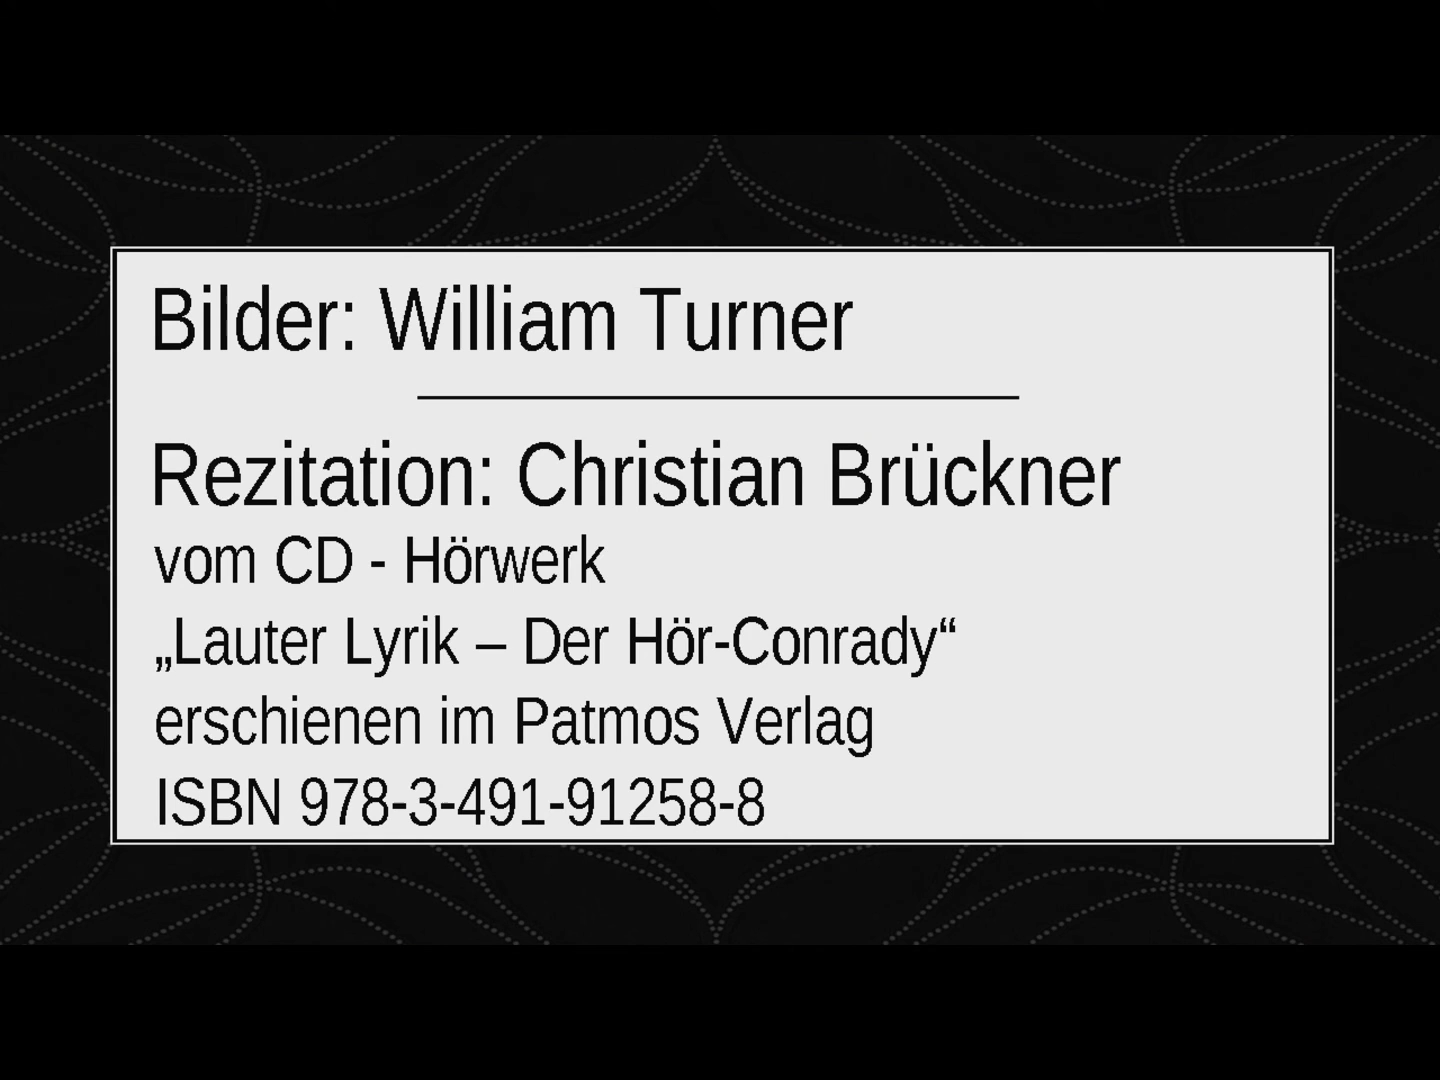 Bilder: William Turner
Rezitation: Christian Brückner
vom CD - Hörwerk
„Lauter Lyrik – Der Hör-Conrady“
erschienen im Patmos Verlag
ISBN 978-3-491-91258-8